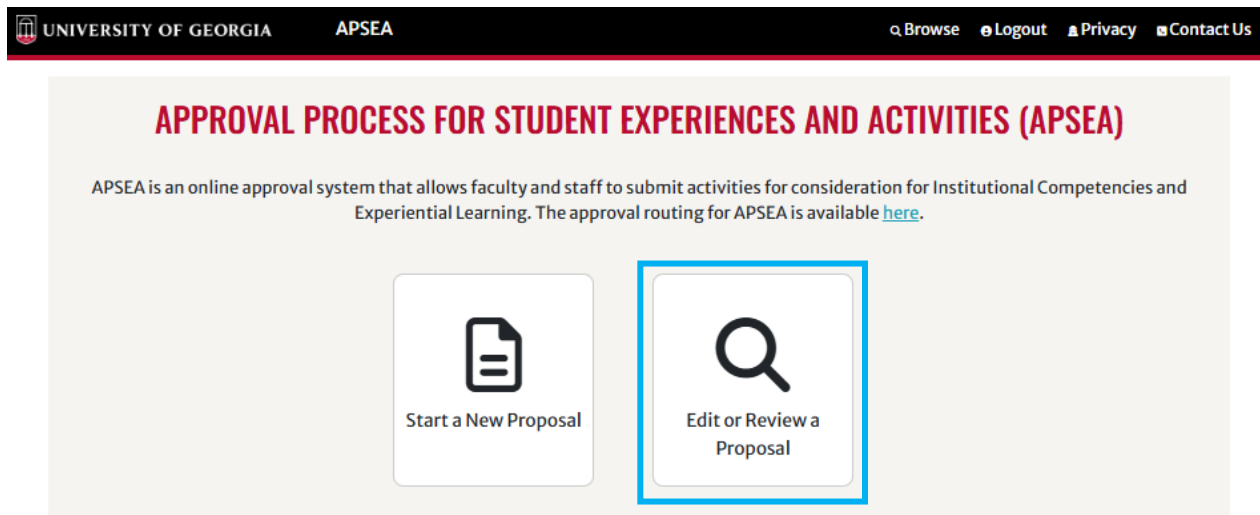 UNIVERSITY OF GEORGIA APSEA Browse Logout Privacy Contact Us
APPROVAL PROCESS FOR STUDENT EXPERIENCES AND ACTIVITIES (APSEA)
APSEA is an online approval system that allows faculty and staff to submit activities for consideration for Institutional Competencies and
Experiential Learning. The approval routing for APSEA is available here.
Start a New Proposal
Edit or Review a
Proposal